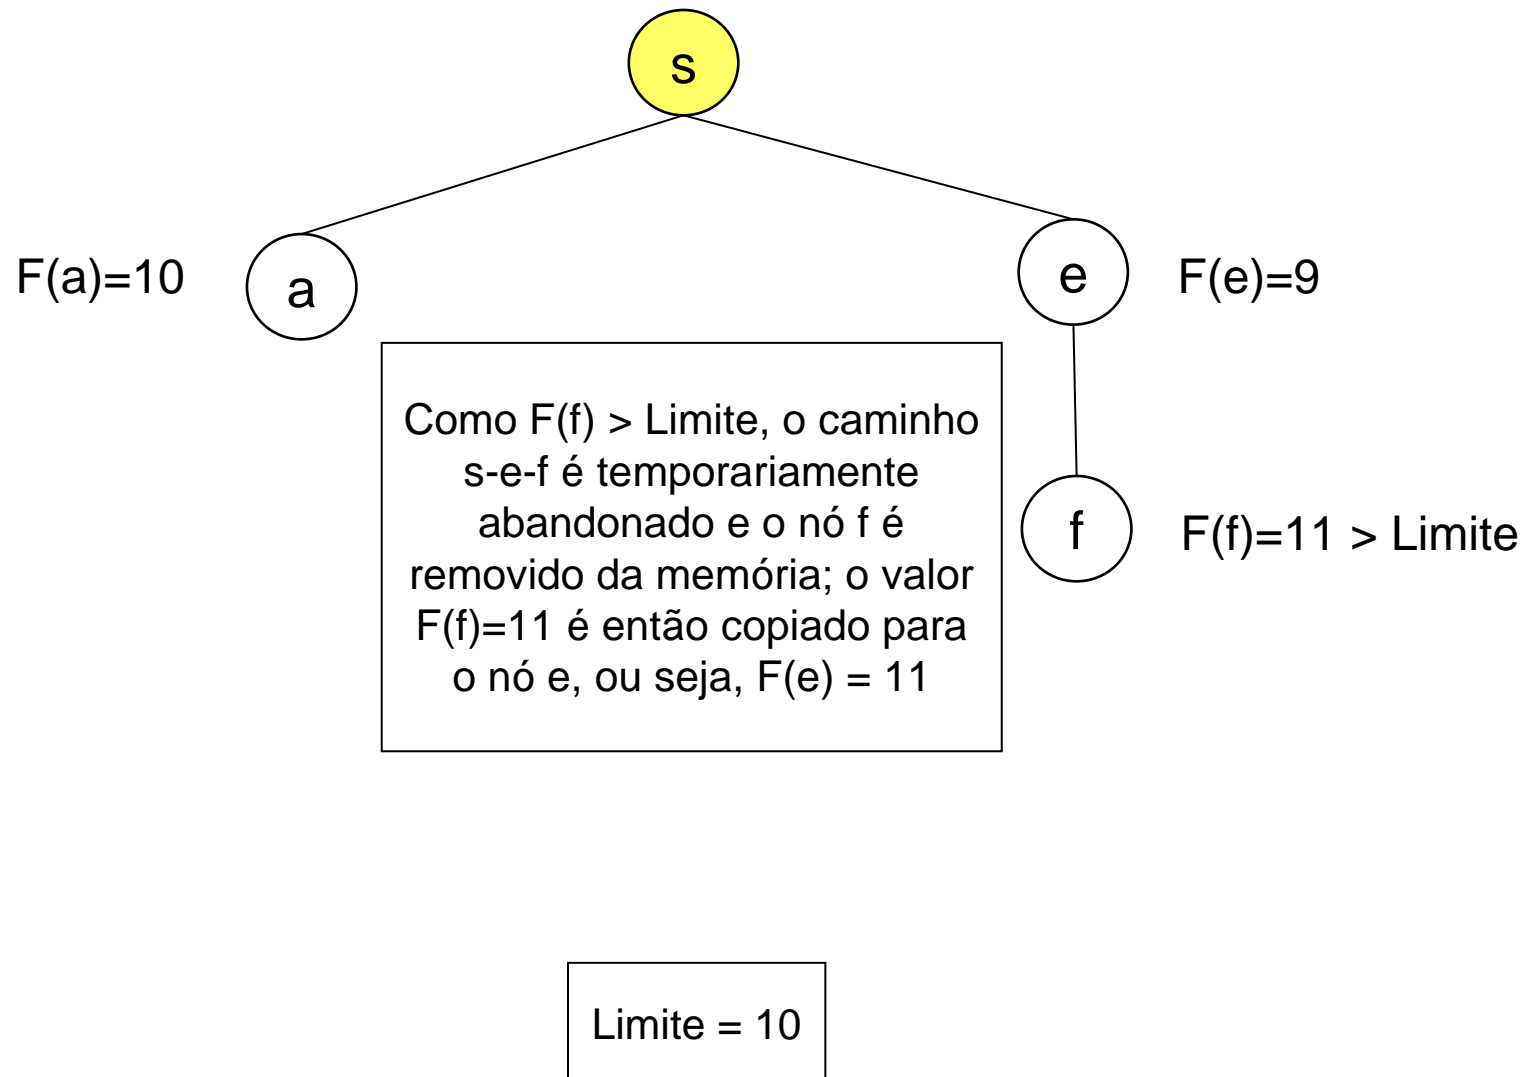 s
F(a)=10
a
e
F(e)=9
Como F(f) > Limite, o caminho
s-e-f é temporariamente
abandonado e o nó f é
removido da memória; o valor
F(f)=11 é então copiado para
o nó e, ou seja, F(e) = 11
f
F(f)=11 > Limite
Limite = 10